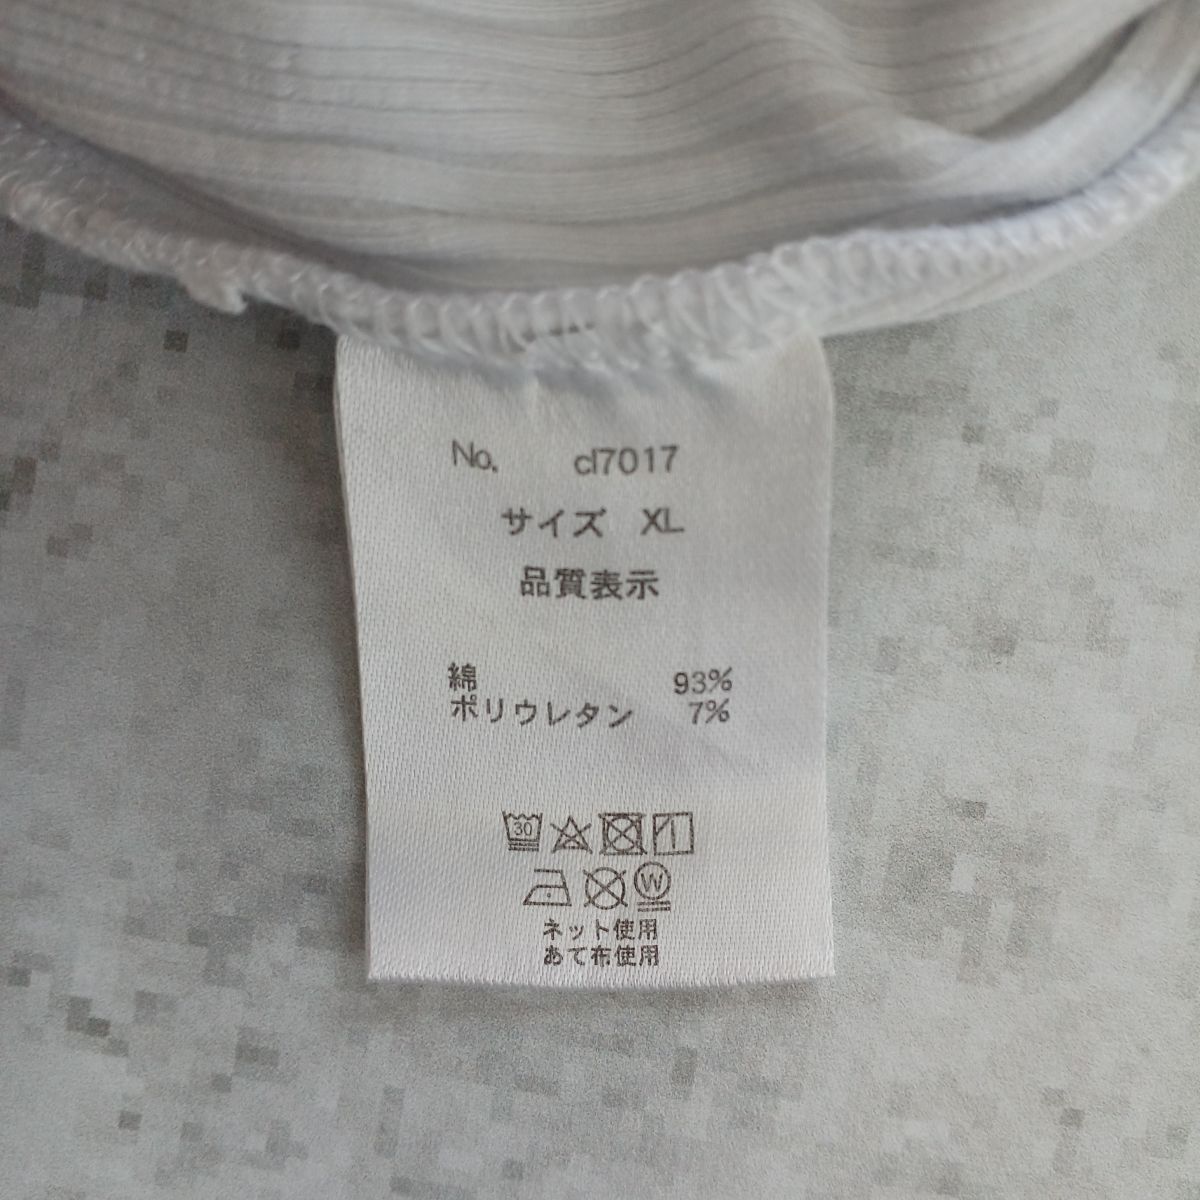 No. cl7017
サイズ XL
品質表示
綿 93%
ポリウレタン 7%
30
W
ネット使用
あて布使用